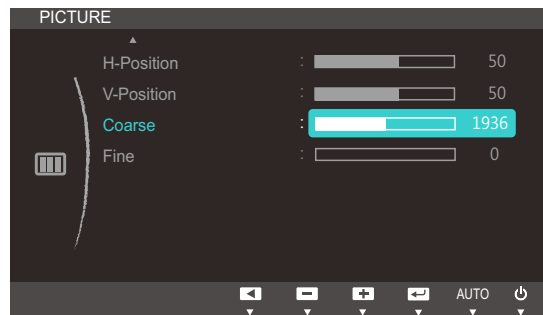 PICTURE
H-Position : 50
V-Position : 50
Coarse : 1936
Fine : 0
AUTO